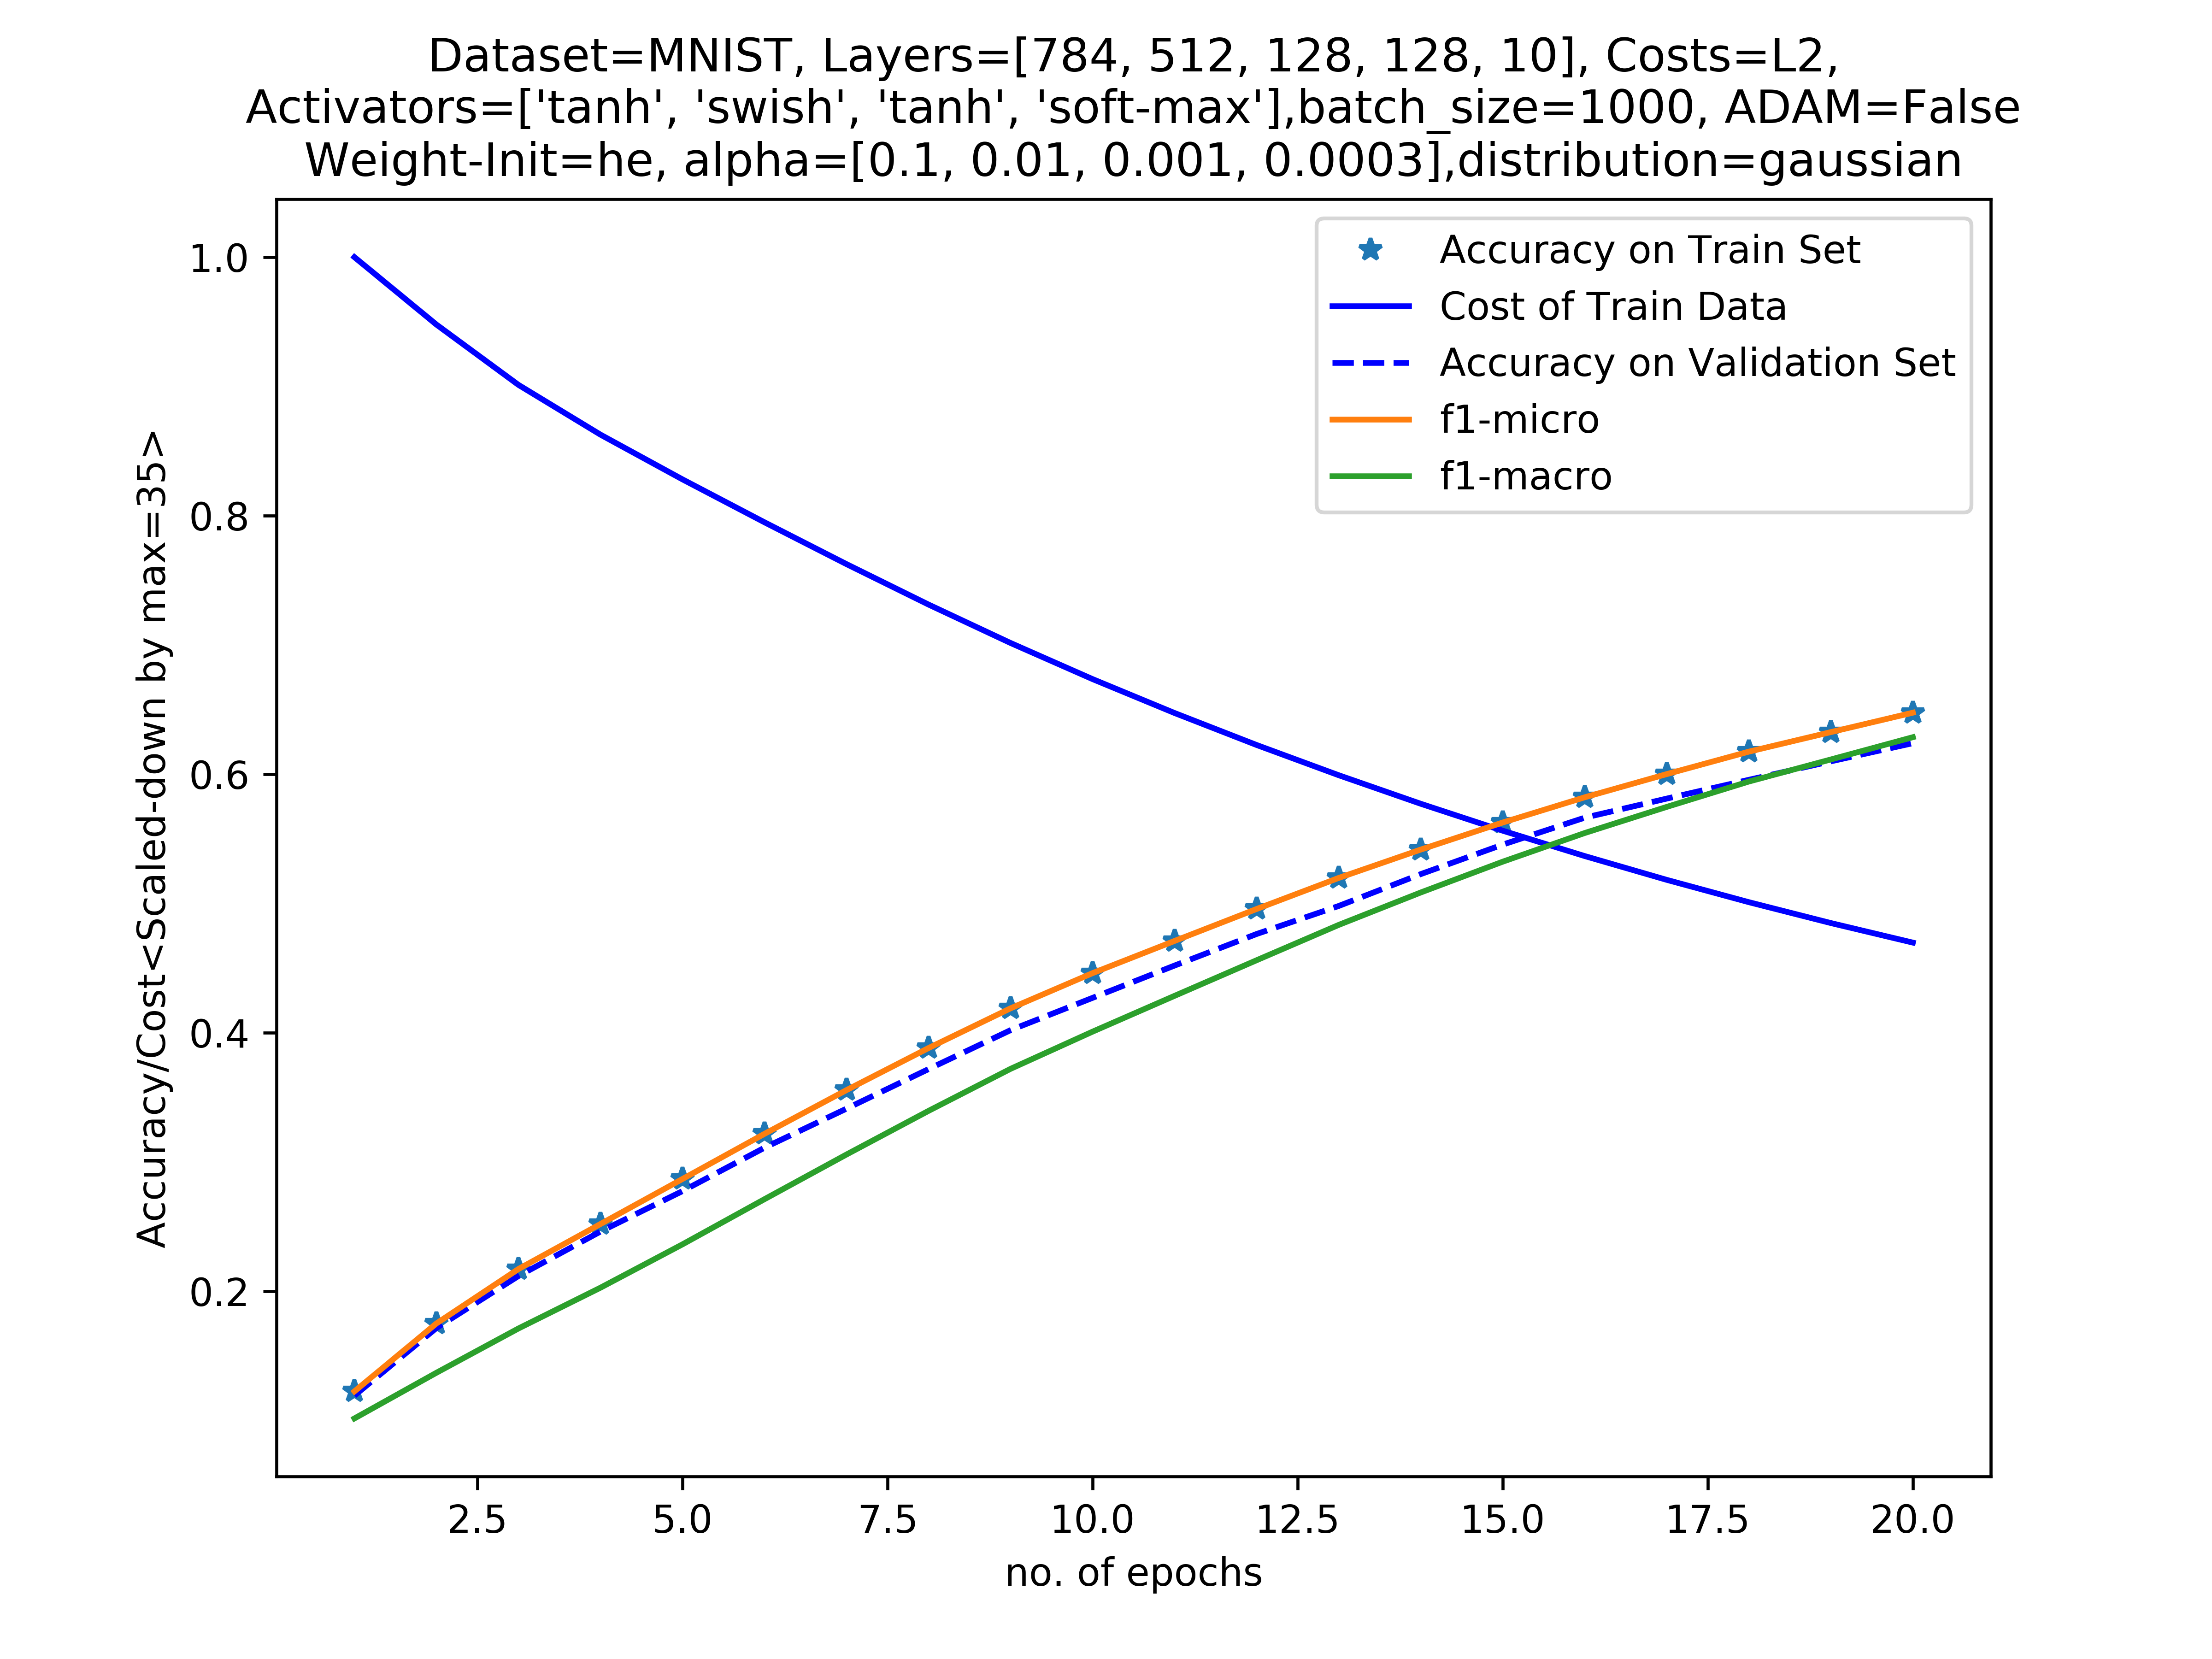 Dataset=MNIST, Layers=[784, 512, 128, 128, 10], Costs=L2,
Activators=['tanh', 'swish', 'tanh', 'soft-max'],batch_size=1000, ADAM=False
Weight-Init=he, alpha=[0.1, 0.01, 0.001, 0.0003],distribution=gaussian
Accuracy on Train Set
Cost of Train Data
Accuracy on Validation Set
f1-micro
f1-macro
Accuracy/Cost<Scaled-down by max=35>
1.0
0.8
0.6
0.4
0.2
2.5 5.0 7.5 10.0 12.5 15.0 17.5 20.0
no. of epochs